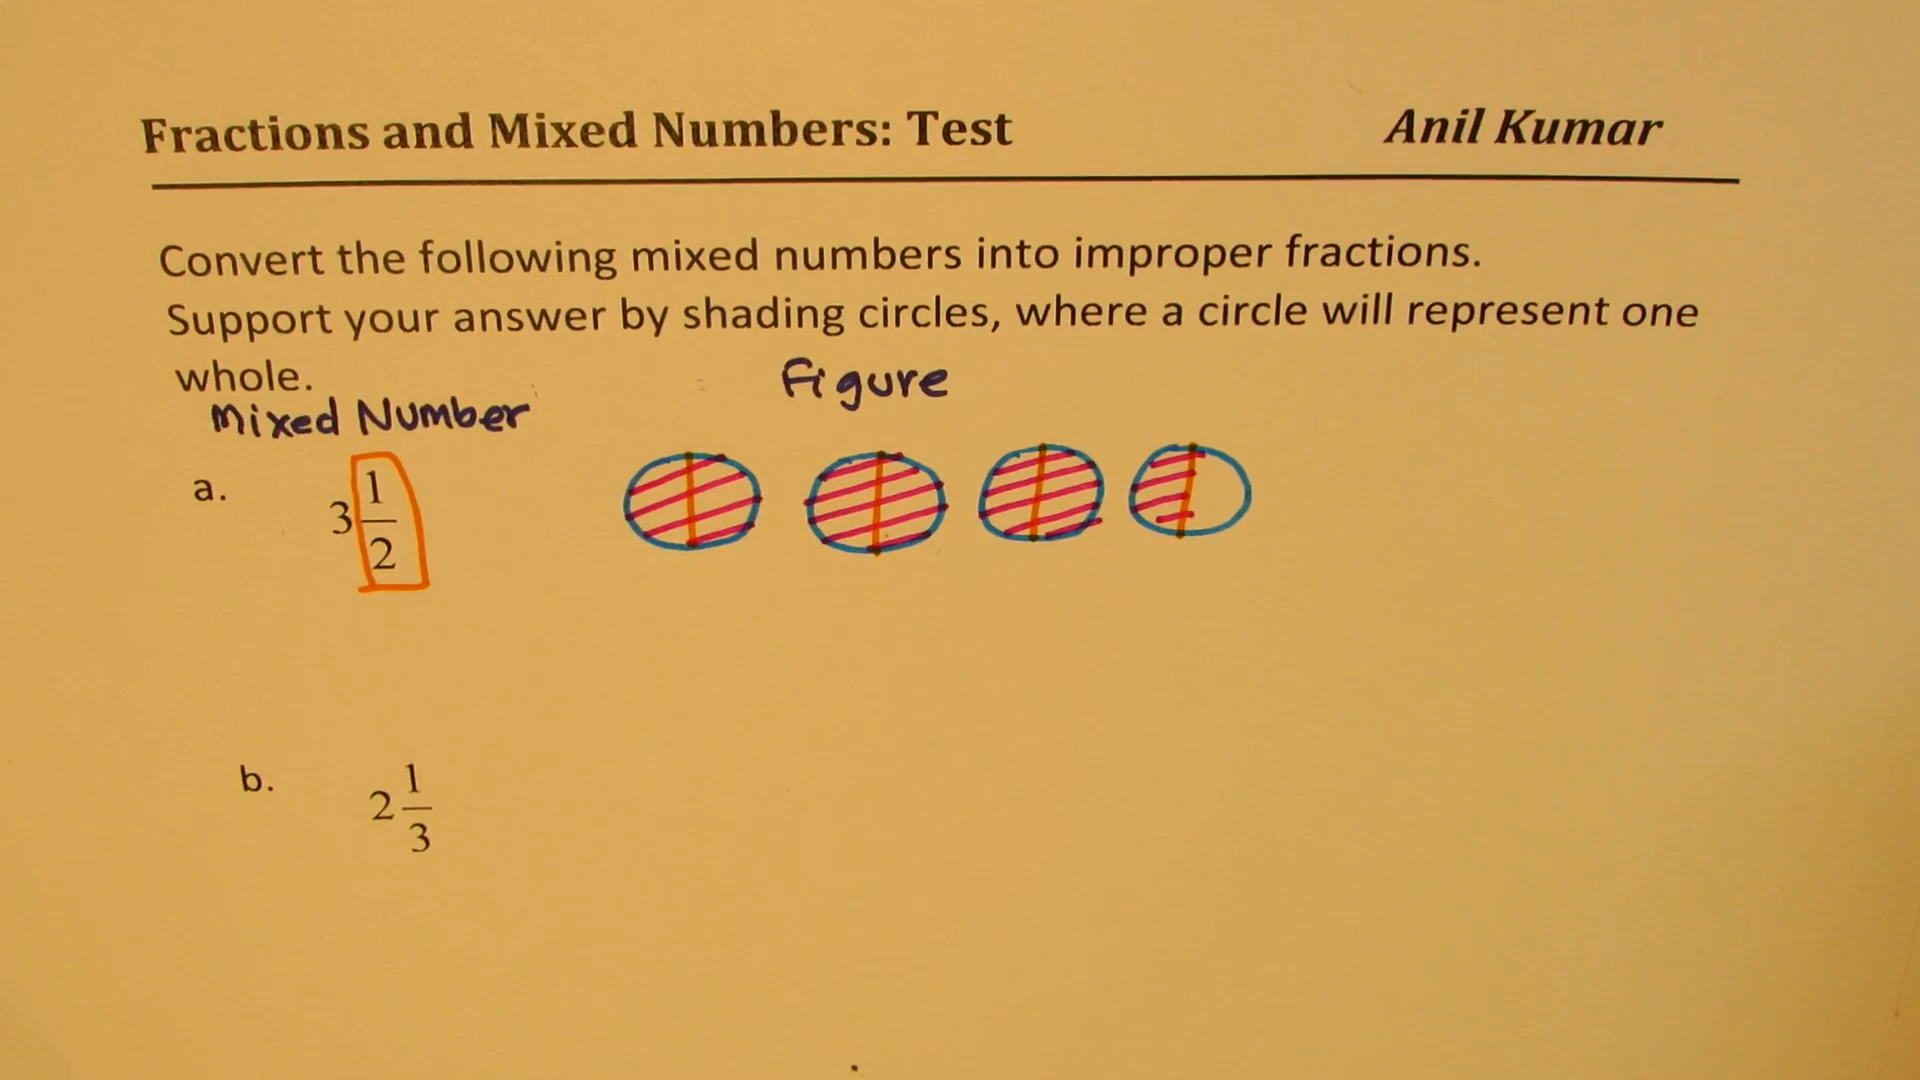 Fractions and Mixed Numbers: Test Anil Kumar
Convert the following mixed numbers into improper fractions.
Support your answer by shading circles, where a circle will represent one
whole.
Figure
Mixed Number
a. 3 1/2
b. 2 1/3